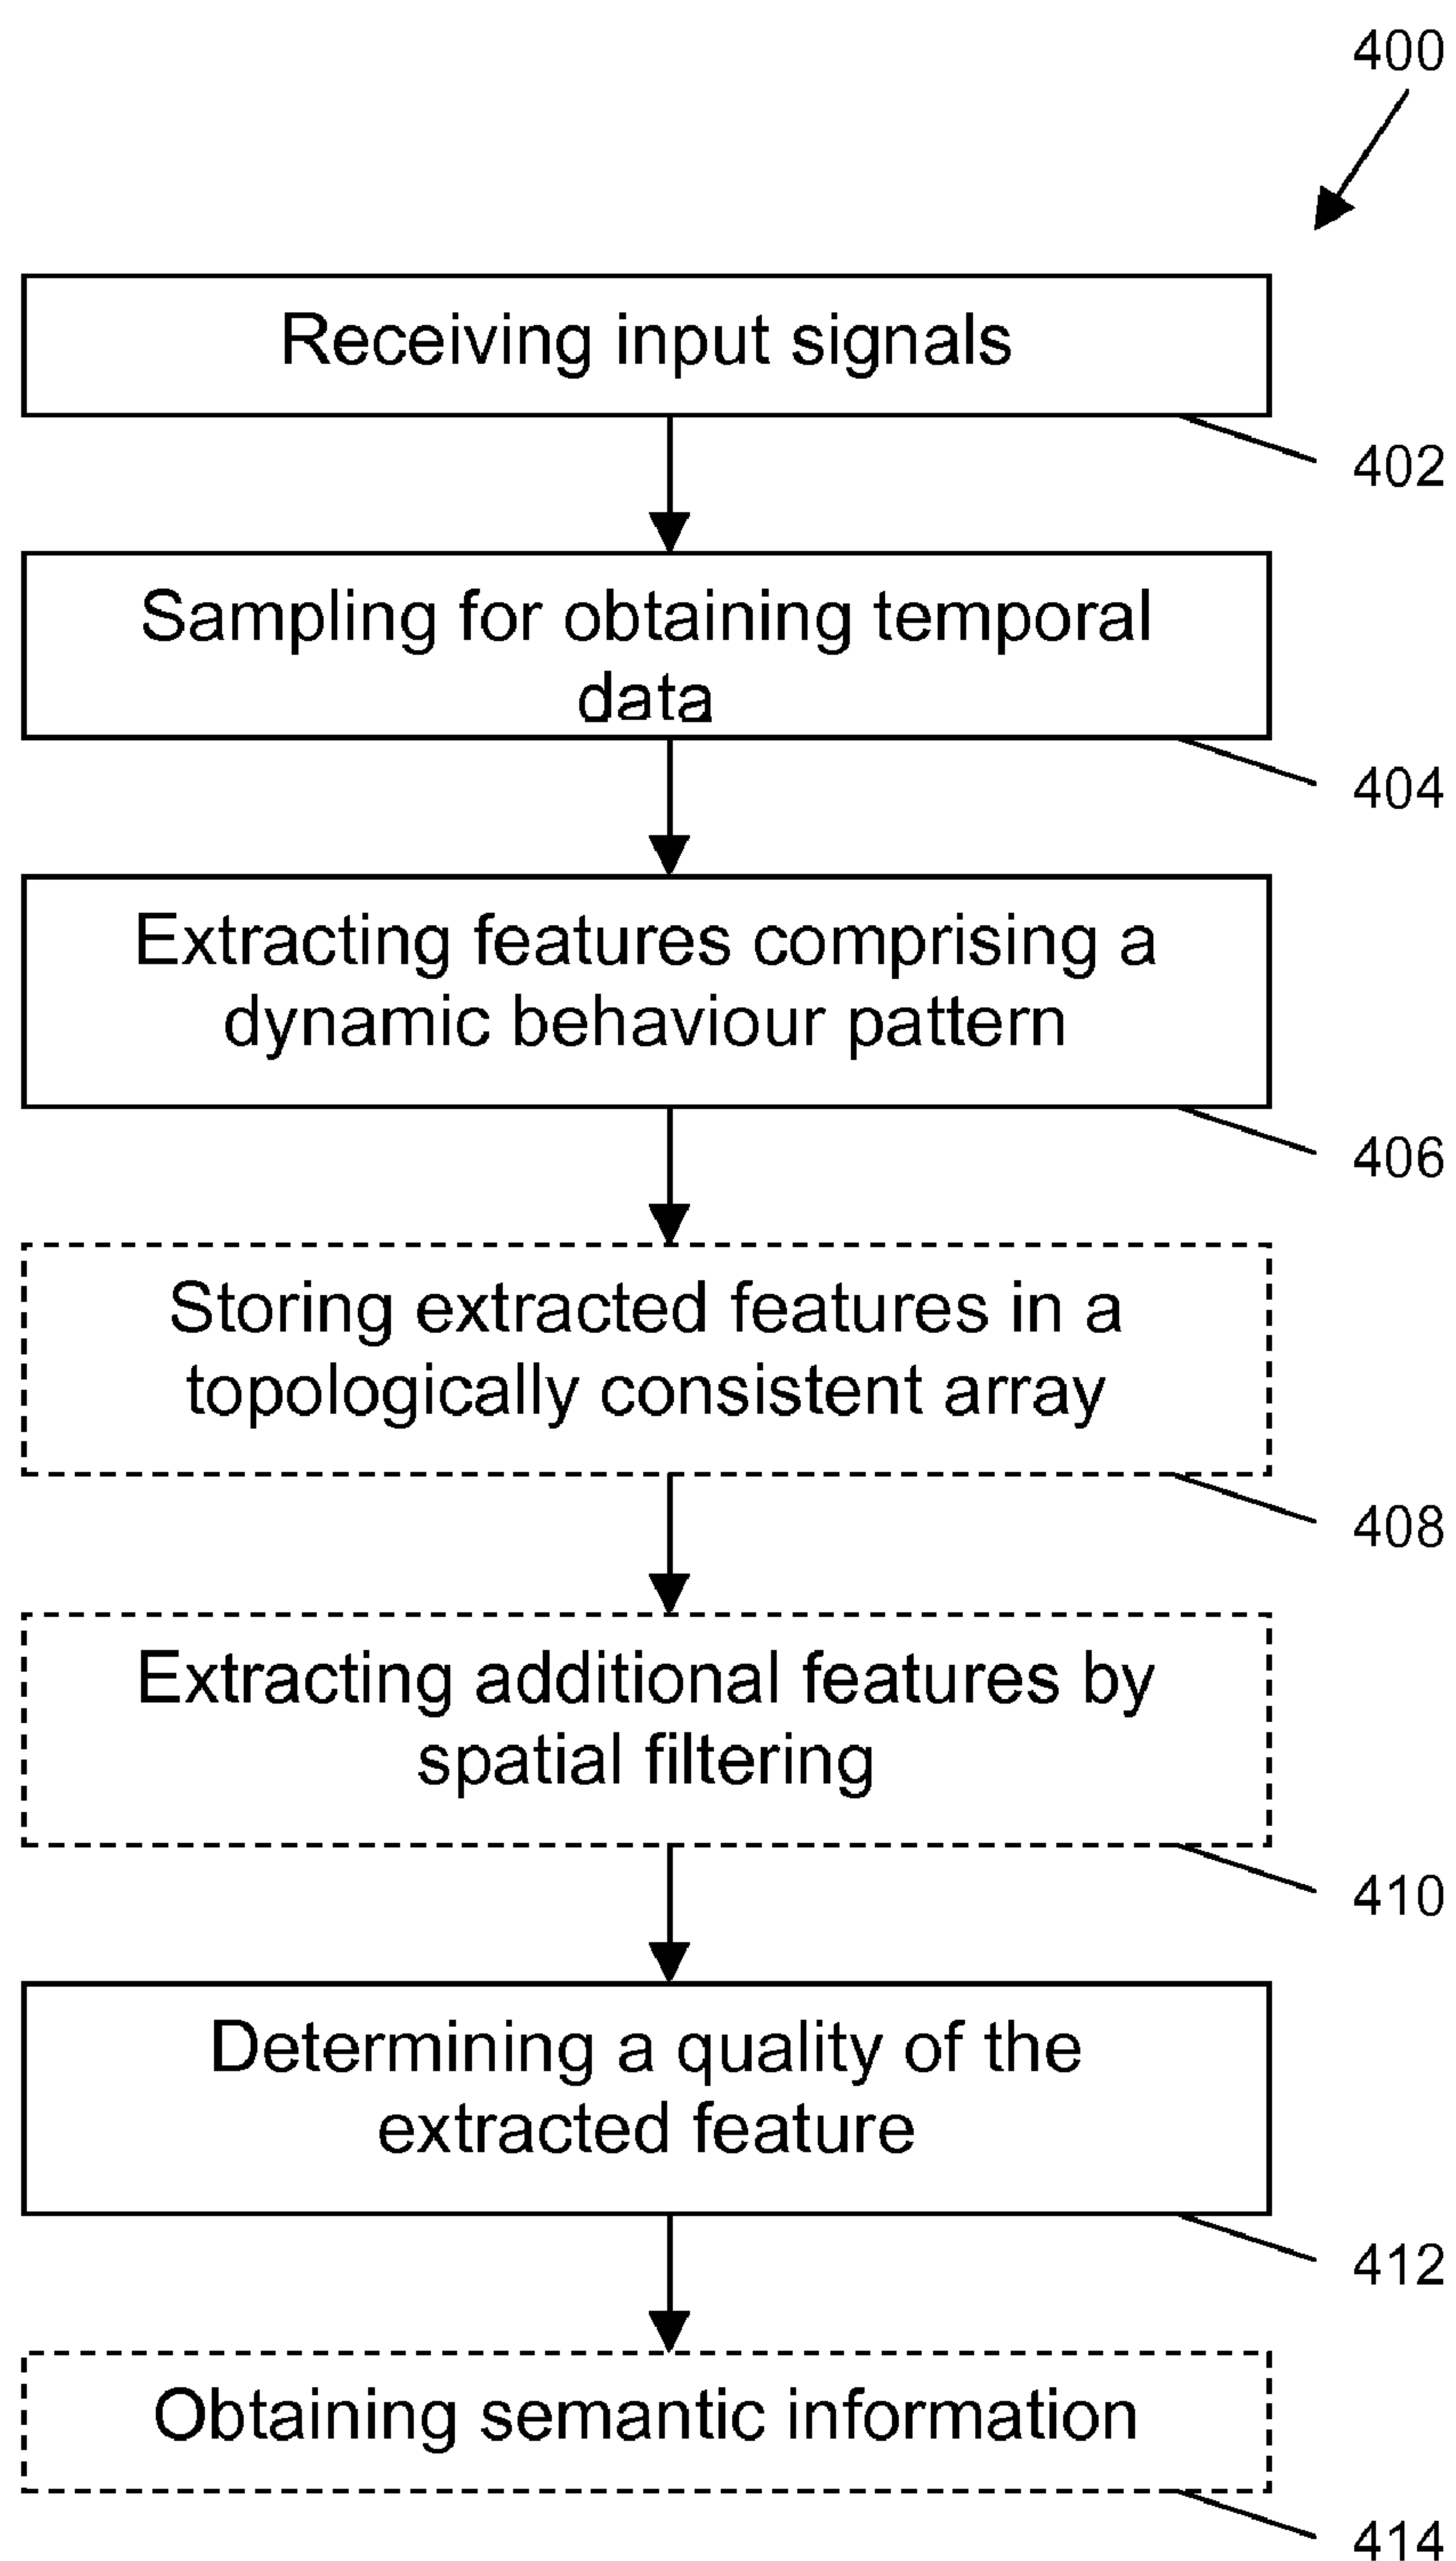 400
Receiving input signals
402
Sampling for obtaining temporal
data
404
Extracting features comprising a
dynamic behaviour pattern
406
Storing extracted features in a
topologically consistent array
408
Extracting additional features by
spatial filtering
410
Determining a quality of the
extracted feature
412
Obtaining semantic information
414